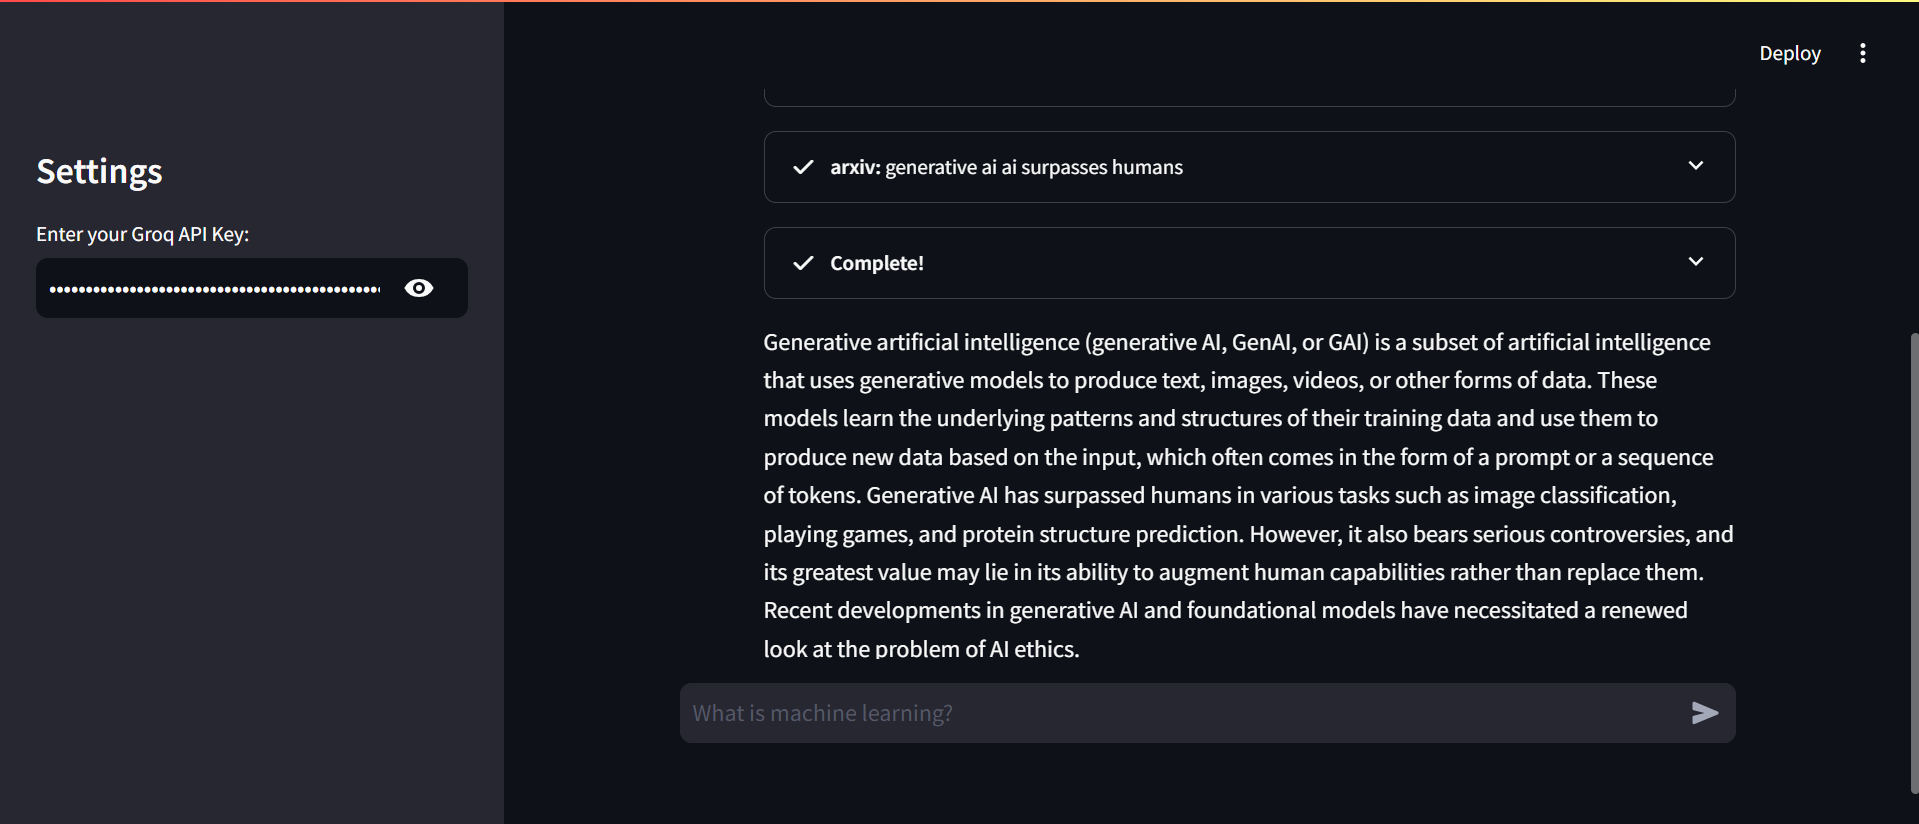 Deploy
Settings
Enter your Groq API Key:
arxiv: generative ai ai surpasses humans
Complete!
Generative artificial intelligence (generative AI, GenAI, or GAI) is a subset of artificial intelligence
that uses generative models to produce text, images, videos, or other forms of data. These
models learn the underlying patterns and structures of their training data and use them to
produce new data based on the input, which often comes in the form of a prompt or a sequence
of tokens. Generative AI has surpassed humans in various tasks such as image classification,
playing games, and protein structure prediction. However, it also bears serious controversies, and
its greatest value may lie in its ability to augment human capabilities rather than replace them.
Recent developments in generative AI and foundational models have necessitated a renewed
look at the problem of AI ethics.
What is machine learning?